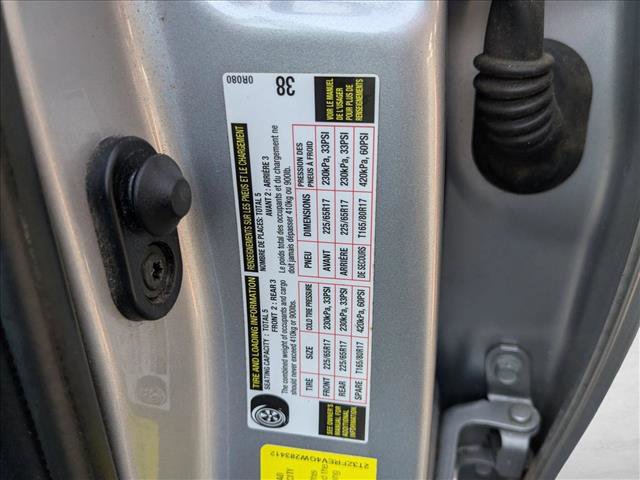 TIRE AND LOADING INFORMATION
SEATING CAPACITY : TOTAL 5
FRONT 2 : REAR 3
The combined weight of occupants and cargo
should never exceed 410kg or 900lbs.
TIRE SIZE COLD TIRE PRESSURE
FRONT 225/65R17 230kPa, 33PSI
REAR 225/65R17 230kPa, 33PSI
SPARE T165/80R17 420kPa, 60PSI
SEE OWNER'S
MANUAL FOR
ADDITIONAL
INFORMATION
RENSEIGNEMENTS SUR LES PNEUS ET LE CHARGEMENT
NOMBRE DE PLACES: TOTAL 5
AVANT 2 : ARRIÈRE 3
Le poids total des occupants et du chargement ne
doit jamais dépasser 410kg ou 900lb.
PNEU DIMENSIONS PRESSION DES
PNEUS À FROID
AVANT 225/65R17 230kPa, 33PSI
ARRIÈRE 225/65R17 230kPa, 33PSI
DE SECOURS T165/80R17 420kPa, 60PSI
VOIR LE MANUEL
DE L'USAGER
POUR PLUS DE
RENSEIGNEMENTS
0R080
38
2T3ZFREV4GW283412